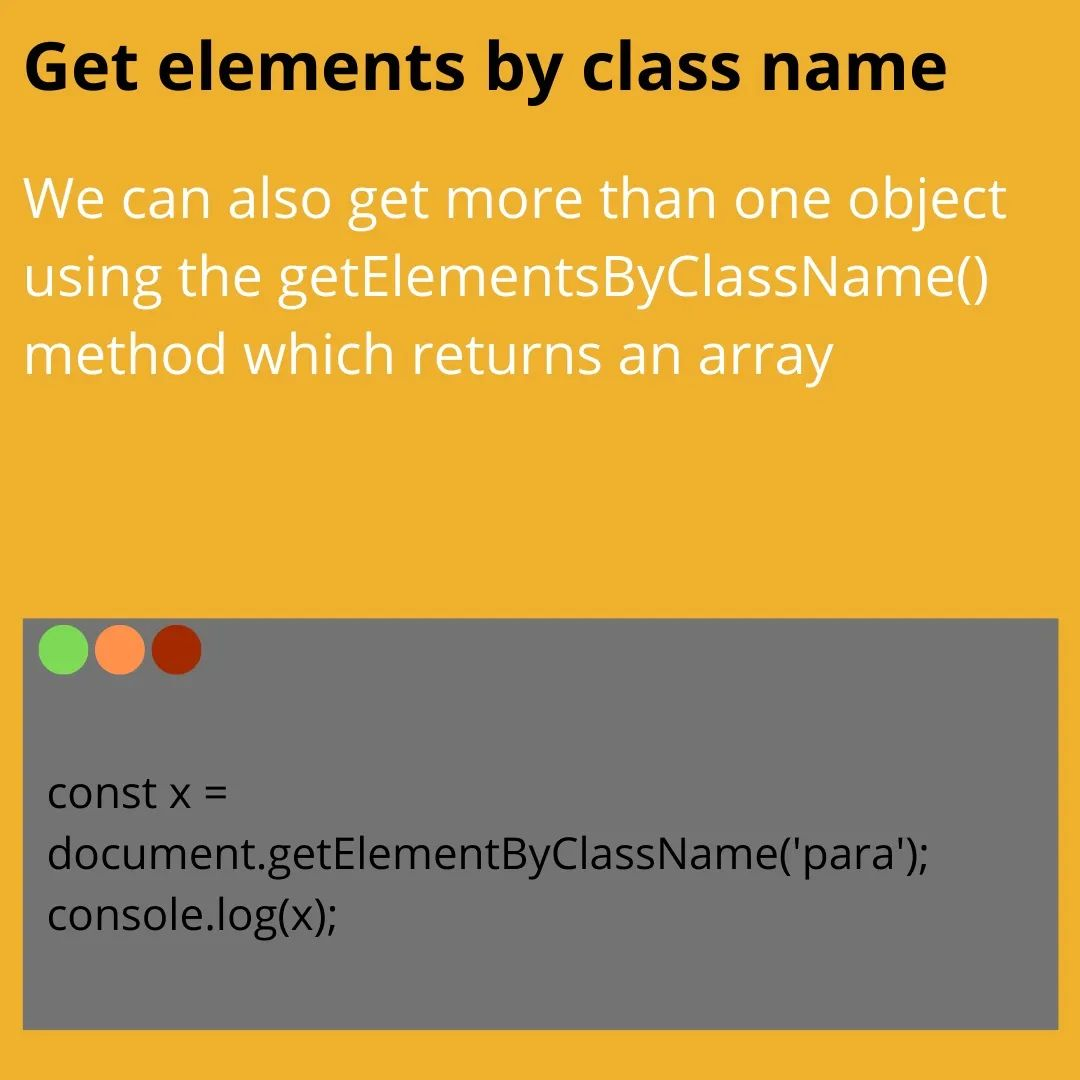 Get elements by class name
We can also get more than one object
using the getElementsByClassName()
method which returns an array
const x =
document.getElementByClassName('para');
console.log(x);